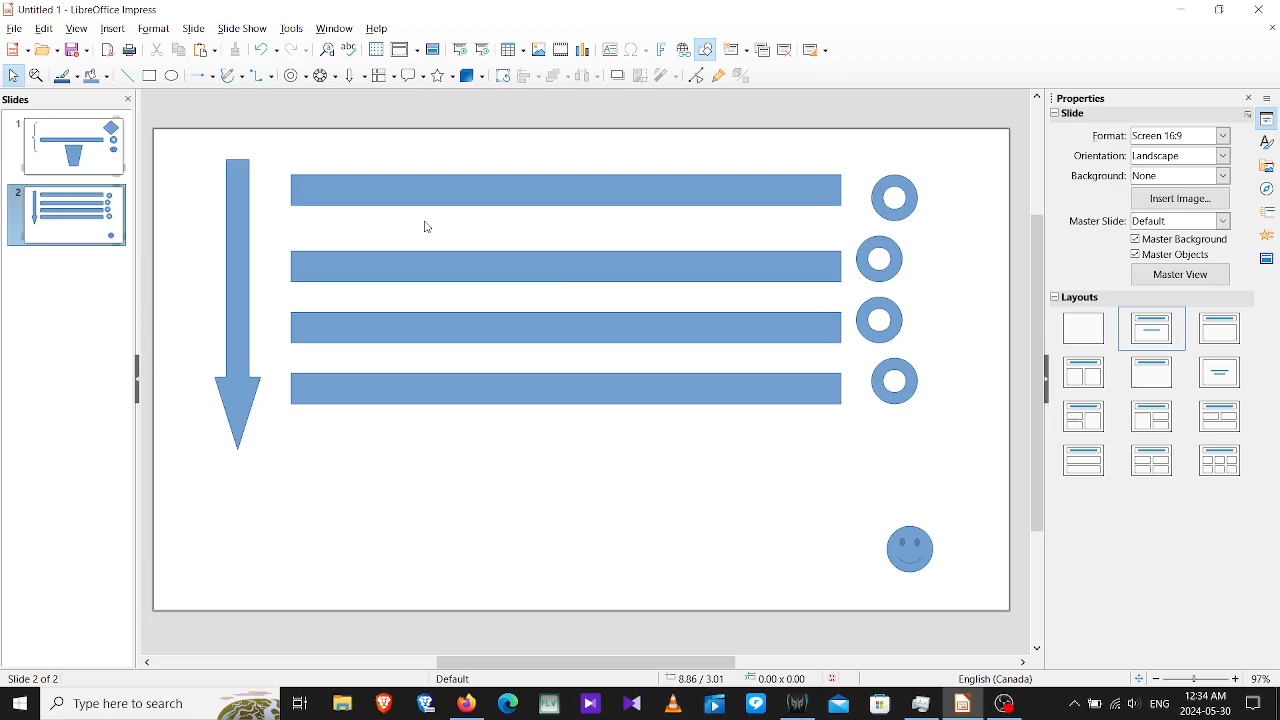 Untitled 1 - LibreOffice Impress
File Edit View Insert Format Slide Slide Show Tools Window Help
Slides
1
2
Properties
Slide
Format: Screen 16:9
Orientation: Landscape
Background: None
Insert Image...
Master Slide: Default
Master Background
Master Objects
Master View
Layouts
Slide 2 of 2
Default
8.86 / 3.01
0.00 x 0.00
English (Canada)
97%
Type here to search
FLV
ENG
12:34 AM
2024-05-30